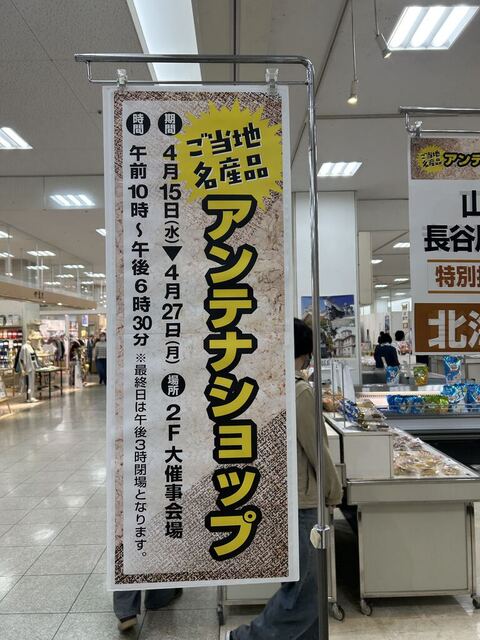 ご当地
名産品
アンテナショップ
期間 4月15日(水)▶4月27日(月) 場所 2F大催事会場
時間 午前10時〜午後6時30分 ※最終日は午後3時閉場となります。
ご当地
名産品
アンテ
山
長谷
特別
北海